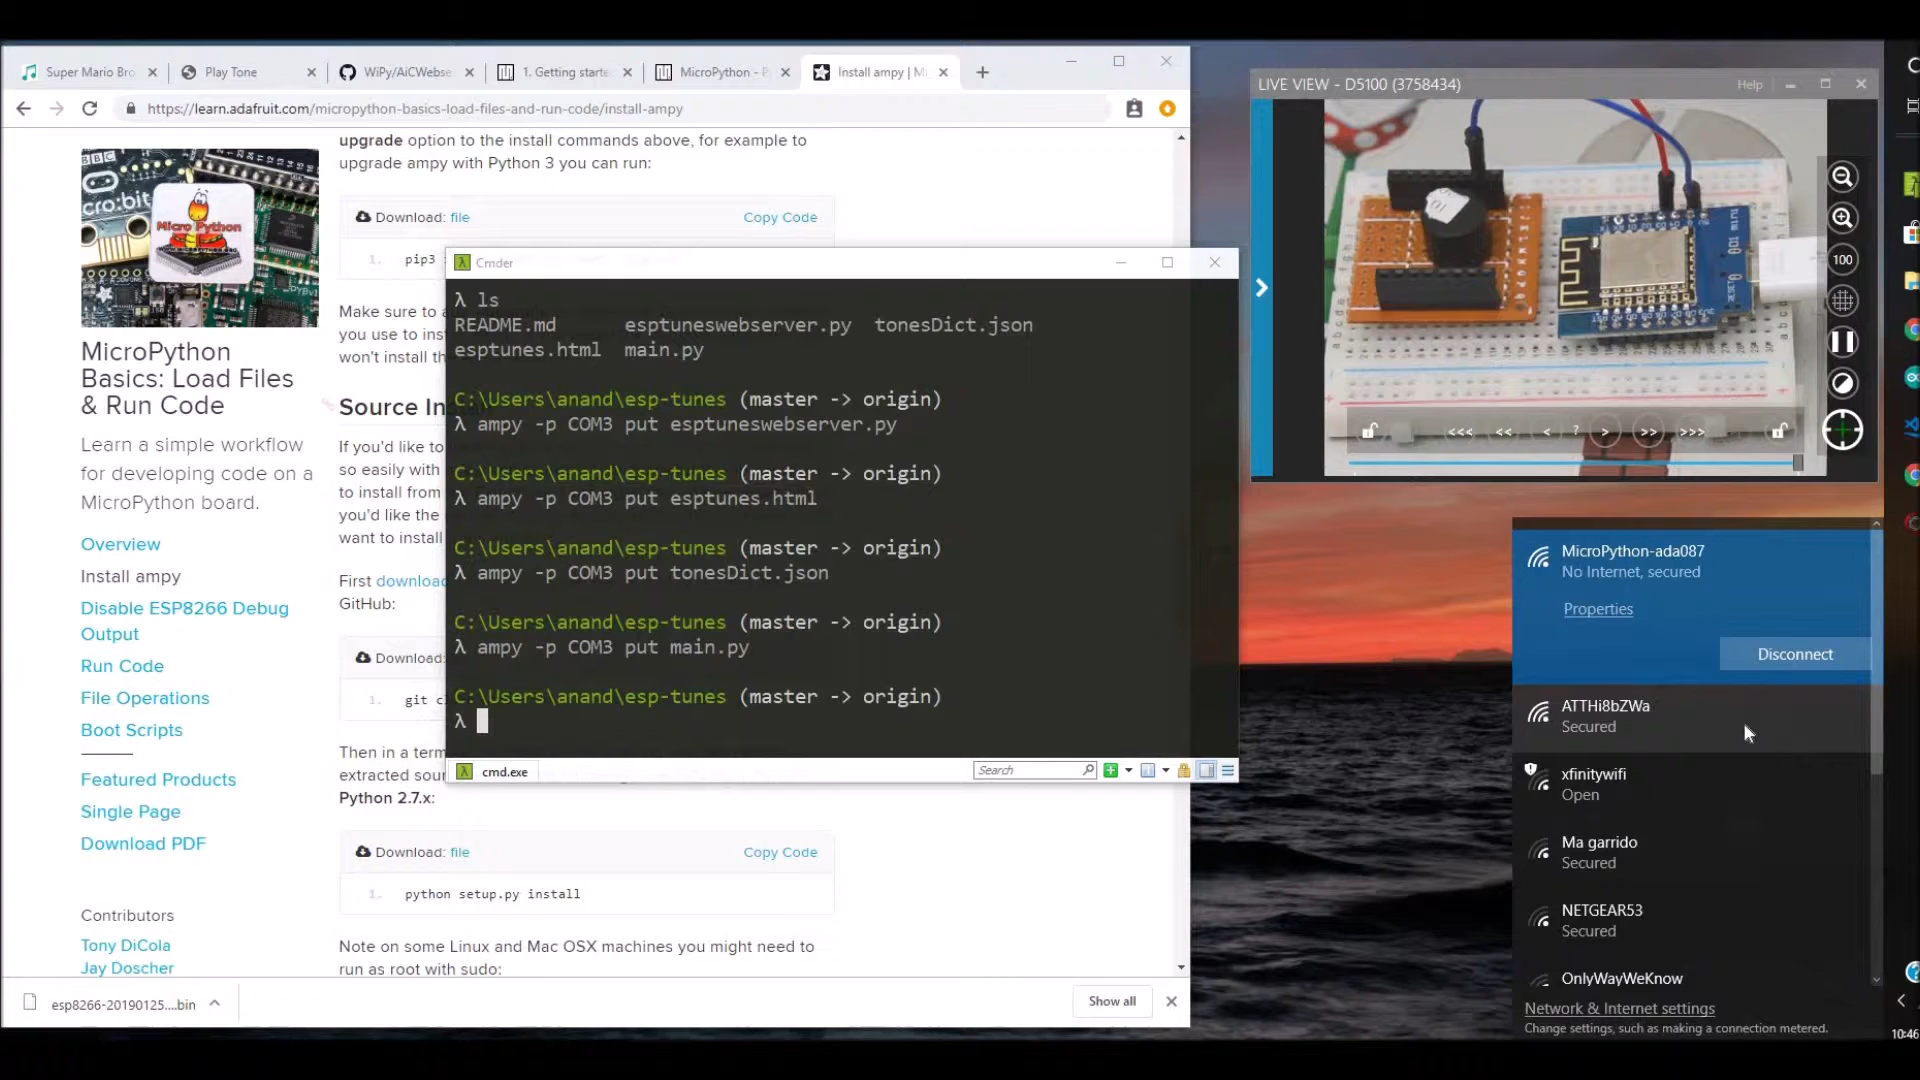 Super Mario Bro
Play Tone
WiPy/AiCWebse
1. Getting starte
MicroPython - P
Install ampy | Mi
https://learn.adafruit.com/micropython-basics-load-files-and-run-code/install-ampy
upgrade option to the install commands above, for example to
upgrade ampy with Python 3 you can run:
Download: file
Copy Code
1. pip3
Make sure to
you use to ins
won't install th
Source Ins
If you'd like to
so easily with
to install from
you'd like the
want to install
First downloa
GitHub:
Download:
1. git cl
Then in a term
extracted sour
Python 2.7.x:
Download: file
Copy Code
1. python setup.py install
Note on some Linux and Mac OSX machines you might need to
run as root with sudo:
BBC
cro:bit
Micro Python
MicroPython
Basics: Load Files
& Run Code
Learn a simple workflow
for developing code on a
MicroPython board.
Overview
Install ampy
Disable ESP8266 Debug
Output
Run Code
File Operations
Boot Scripts
Featured Products
Single Page
Download PDF
Contributors
Tony DiCola
Jay Doscher
esp8266-20190125....bin
Show all
Cmder
λ ls
README.md esptuneswebserver.py tonesDict.json
esptunes.html main.py
C:\Users\anand\esp-tunes (master -> origin)
λ ampy -p COM3 put esptuneswebserver.py
C:\Users\anand\esp-tunes (master -> origin)
λ ampy -p COM3 put esptunes.html
C:\Users\anand\esp-tunes (master -> origin)
λ ampy -p COM3 put tonesDict.json
C:\Users\anand\esp-tunes (master -> origin)
λ ampy -p COM3 put main.py
C:\Users\anand\esp-tunes (master -> origin)
λ
cmd.exe
Search
LIVE VIEW - D5100 (3758434)
Help
100
<<< << < ? > >> >>>
MicroPython-ada087
No Internet, secured
Properties
Disconnect
ATTHi8bZWa
Secured
xfinitywifi
Open
Ma garrido
Secured
NETGEAR53
Secured
OnlyWayWeKnow
Network & Internet settings
Change settings, such as making a connection metered.
10:46